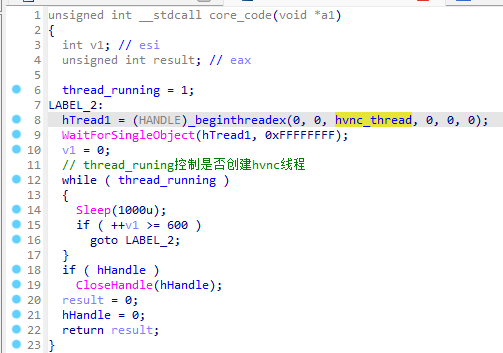 1 unsigned int __stdcall core_code(void *a1)
2 {
3 int v1; // esi
4 unsigned int result; // eax
5
6 thread_running = 1;
7 LABEL_2:
8 hTread1 = (HANDLE)_beginthreadex(0, 0, hvnc_thread, 0, 0, 0);
9 WaitForSingleObject(hTread1, 0xFFFFFFFF);
10 v1 = 0;
11 // thread_runing控制是否创建hvnc线程
12 while ( thread_running )
13 {
14 Sleep(1000u);
15 if ( ++v1 >= 600 )
16 goto LABEL_2;
17 }
18 if ( hHandle )
19 CloseHandle(hHandle);
20 result = 0;
21 hHandle = 0;
22 return result;
23 }